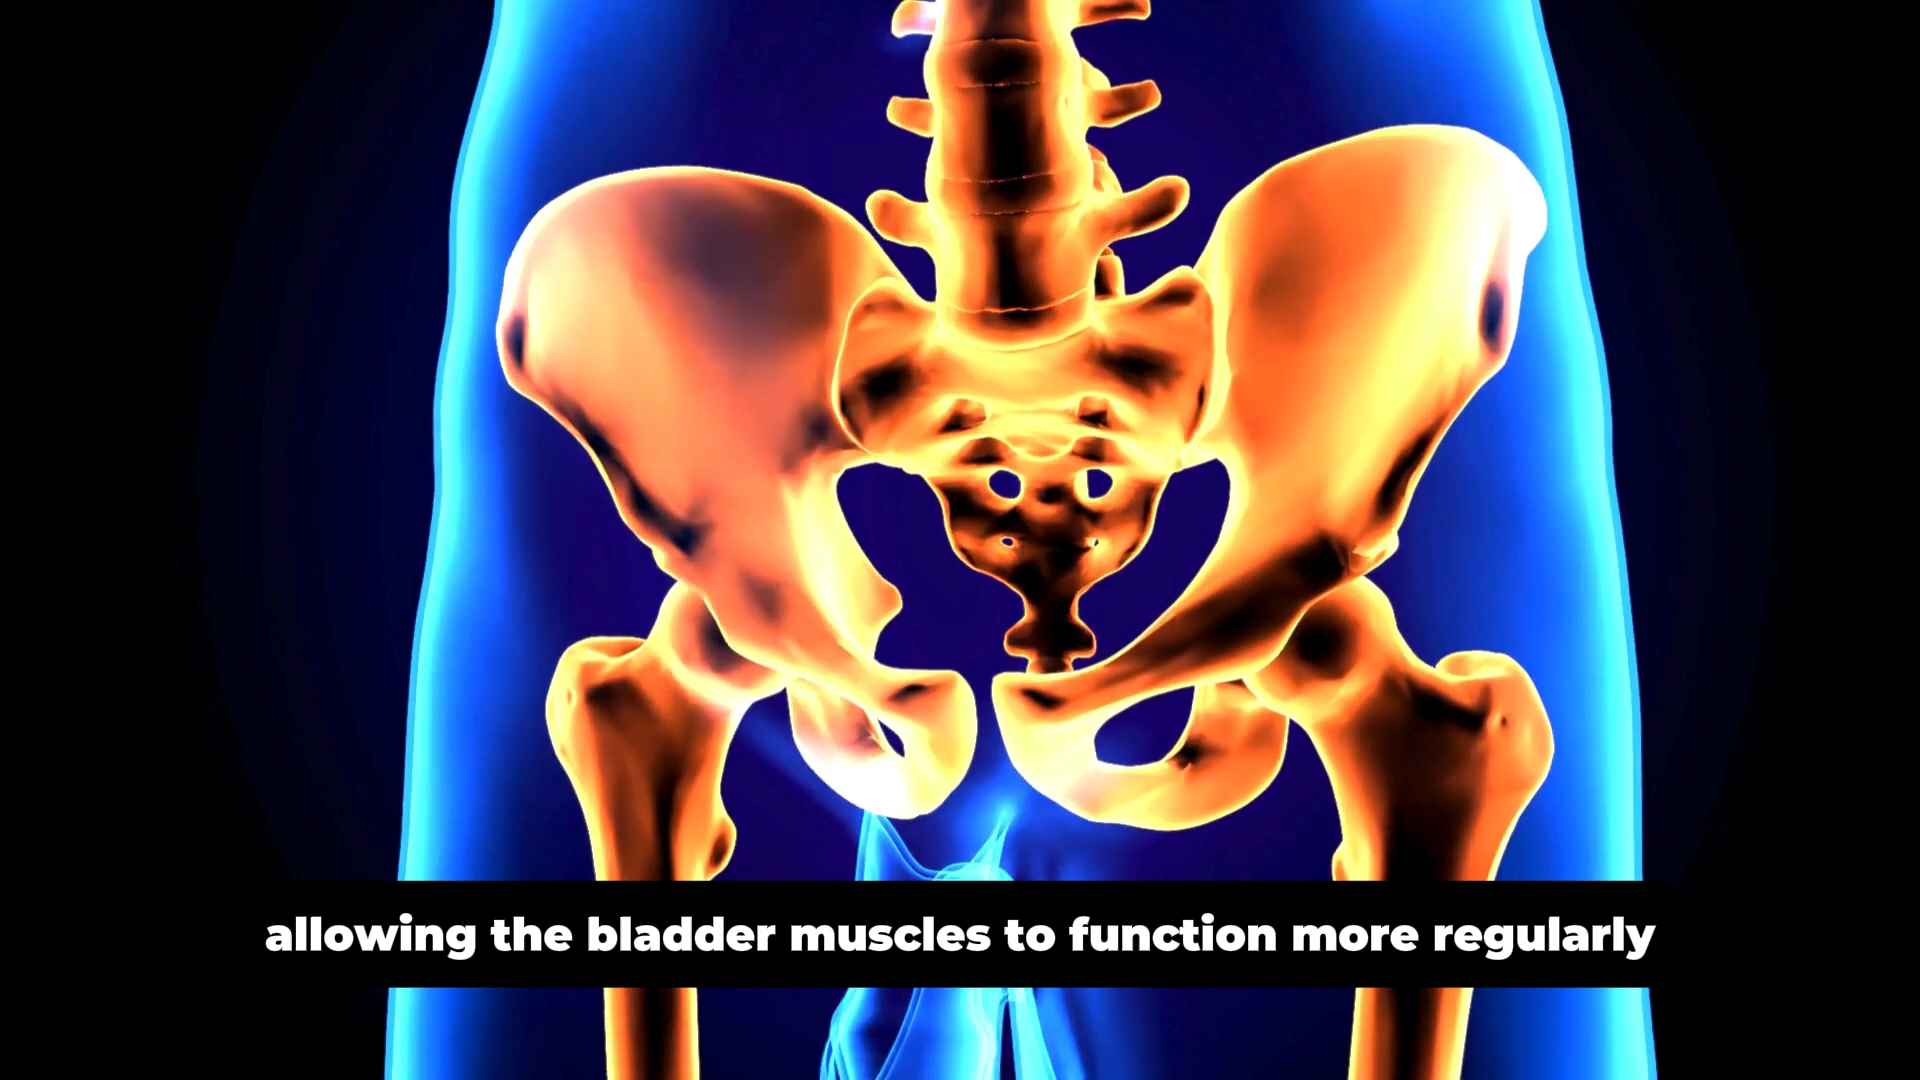 allowing the bladder muscles to function more regularly